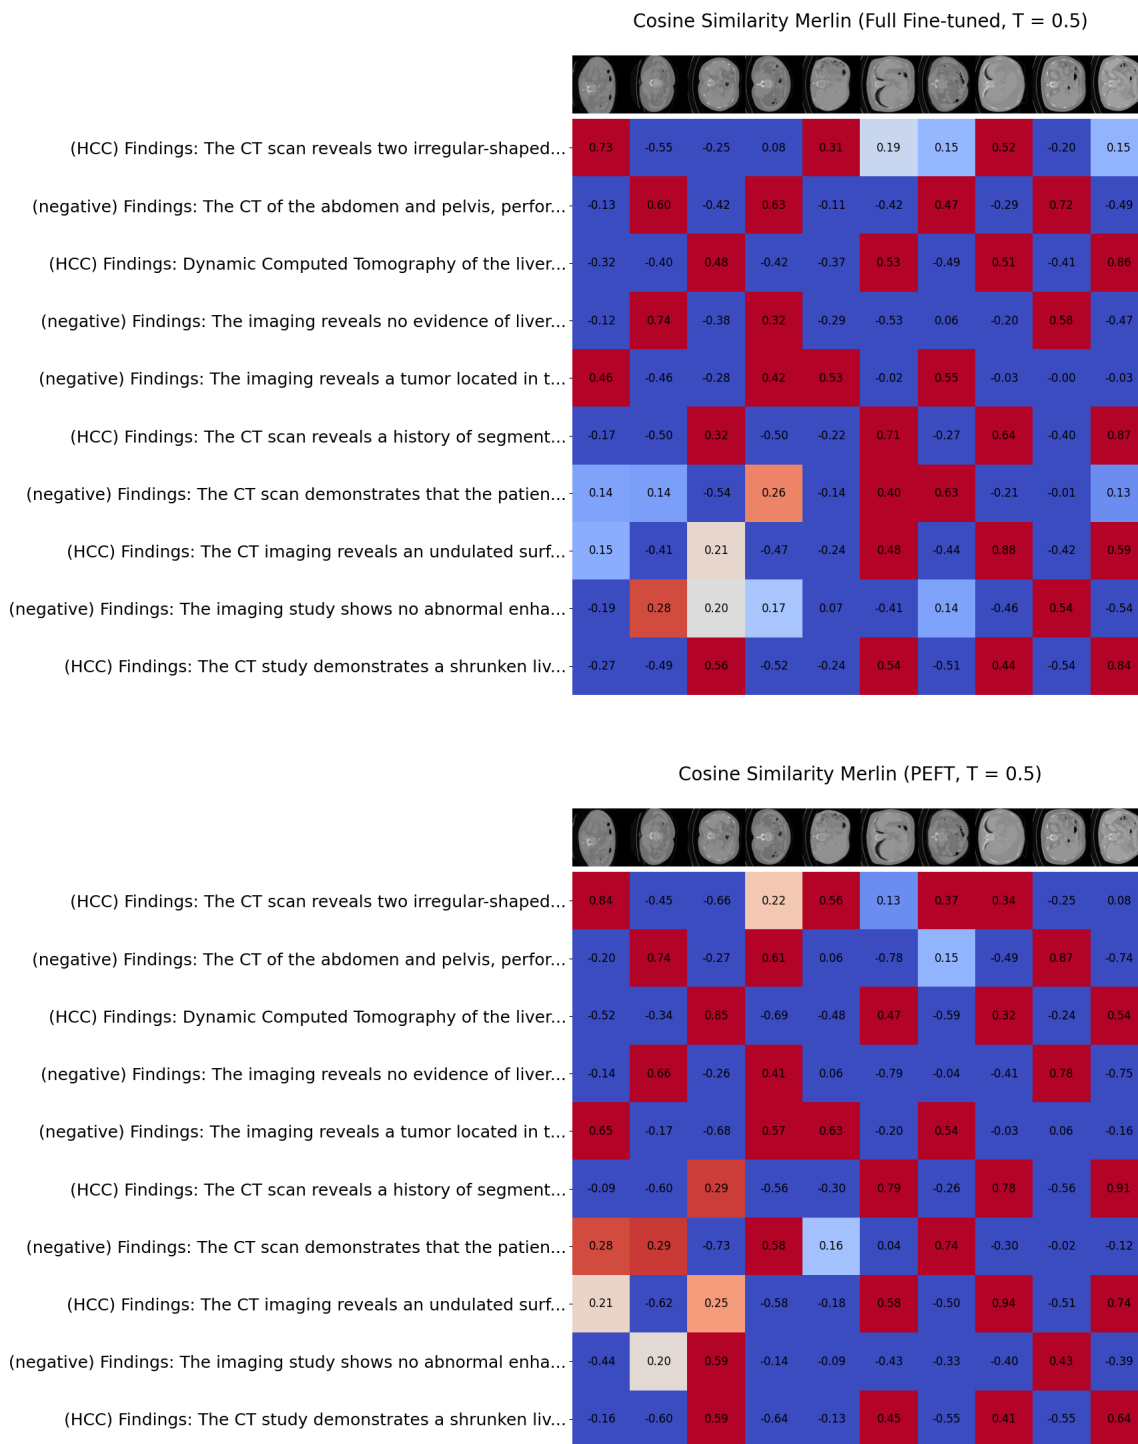 Cosine Similarity Merlin (Full Fine-tuned, T = 0.5)
(HCC) Findings: The CT scan reveals two irregular-shaped... 0.73 -0.55 -0.25 0.08 0.31 0.19 0.15 0.52 -0.20 0.15
(negative) Findings: The CT of the abdomen and pelvis, perfor... -0.13 0.60 -0.42 0.63 -0.11 -0.42 0.47 -0.29 0.72 -0.49
(HCC) Findings: Dynamic Computed Tomography of the liver... -0.32 -0.40 0.48 -0.42 -0.37 0.53 -0.49 0.51 -0.41 0.86
(negative) Findings: The imaging reveals no evidence of liver... -0.12 0.74 -0.38 0.32 -0.29 -0.53 0.06 -0.20 0.58 -0.47
(negative) Findings: The imaging reveals a tumor located in t... 0.46 -0.46 -0.28 0.42 0.53 -0.02 0.55 -0.03 -0.00 -0.03
(HCC) Findings: The CT scan reveals a history of segment... -0.17 -0.50 0.32 -0.50 -0.22 0.71 -0.27 0.64 -0.40 0.87
(negative) Findings: The CT scan demonstrates that the patien... 0.14 0.14 -0.54 0.26 -0.14 0.40 0.63 -0.21 -0.01 0.13
(HCC) Findings: The CT imaging reveals an undulated surf... 0.15 -0.41 0.21 -0.47 -0.24 0.48 -0.44 0.88 -0.42 0.59
(negative) Findings: The imaging study shows no abnormal enha... -0.19 0.28 0.20 0.17 0.07 -0.41 0.14 -0.46 0.54 -0.54
(HCC) Findings: The CT study demonstrates a shrunken liv... -0.27 -0.49 0.56 -0.52 -0.24 0.54 -0.51 0.44 -0.54 0.84
Cosine Similarity Merlin (PEFT, T = 0.5)
(HCC) Findings: The CT scan reveals two irregular-shaped... 0.84 -0.45 -0.66 0.22 0.56 0.13 0.37 0.34 -0.25 0.08
(negative) Findings: The CT of the abdomen and pelvis, perfor... -0.20 0.74 -0.27 0.61 0.06 -0.78 0.15 -0.49 0.87 -0.74
(HCC) Findings: Dynamic Computed Tomography of the liver... -0.52 -0.34 0.85 -0.69 -0.48 0.47 -0.59 0.32 -0.24 0.54
(negative) Findings: The imaging reveals no evidence of liver... -0.14 0.66 -0.26 0.41 0.06 -0.79 -0.04 -0.41 0.78 -0.75
(negative) Findings: The imaging reveals a tumor located in t... 0.65 -0.17 -0.68 0.57 0.63 -0.20 0.54 -0.03 0.06 -0.16
(HCC) Findings: The CT scan reveals a history of segment... -0.09 -0.60 0.29 -0.56 -0.30 0.79 -0.26 0.78 -0.56 0.91
(negative) Findings: The CT scan demonstrates that the patien... 0.28 0.29 -0.73 0.58 0.16 0.04 0.74 -0.30 -0.02 -0.12
(HCC) Findings: The CT imaging reveals an undulated surf... 0.21 -0.62 0.25 -0.58 -0.18 0.58 -0.50 0.94 -0.51 0.74
(negative) Findings: The imaging study shows no abnormal enha... -0.44 0.20 0.59 -0.14 -0.09 -0.43 -0.33 -0.40 0.43 -0.39
(HCC) Findings: The CT study demonstrates a shrunken liv... -0.16 -0.60 0.59 -0.64 -0.13 0.45 -0.55 0.41 -0.55 0.64